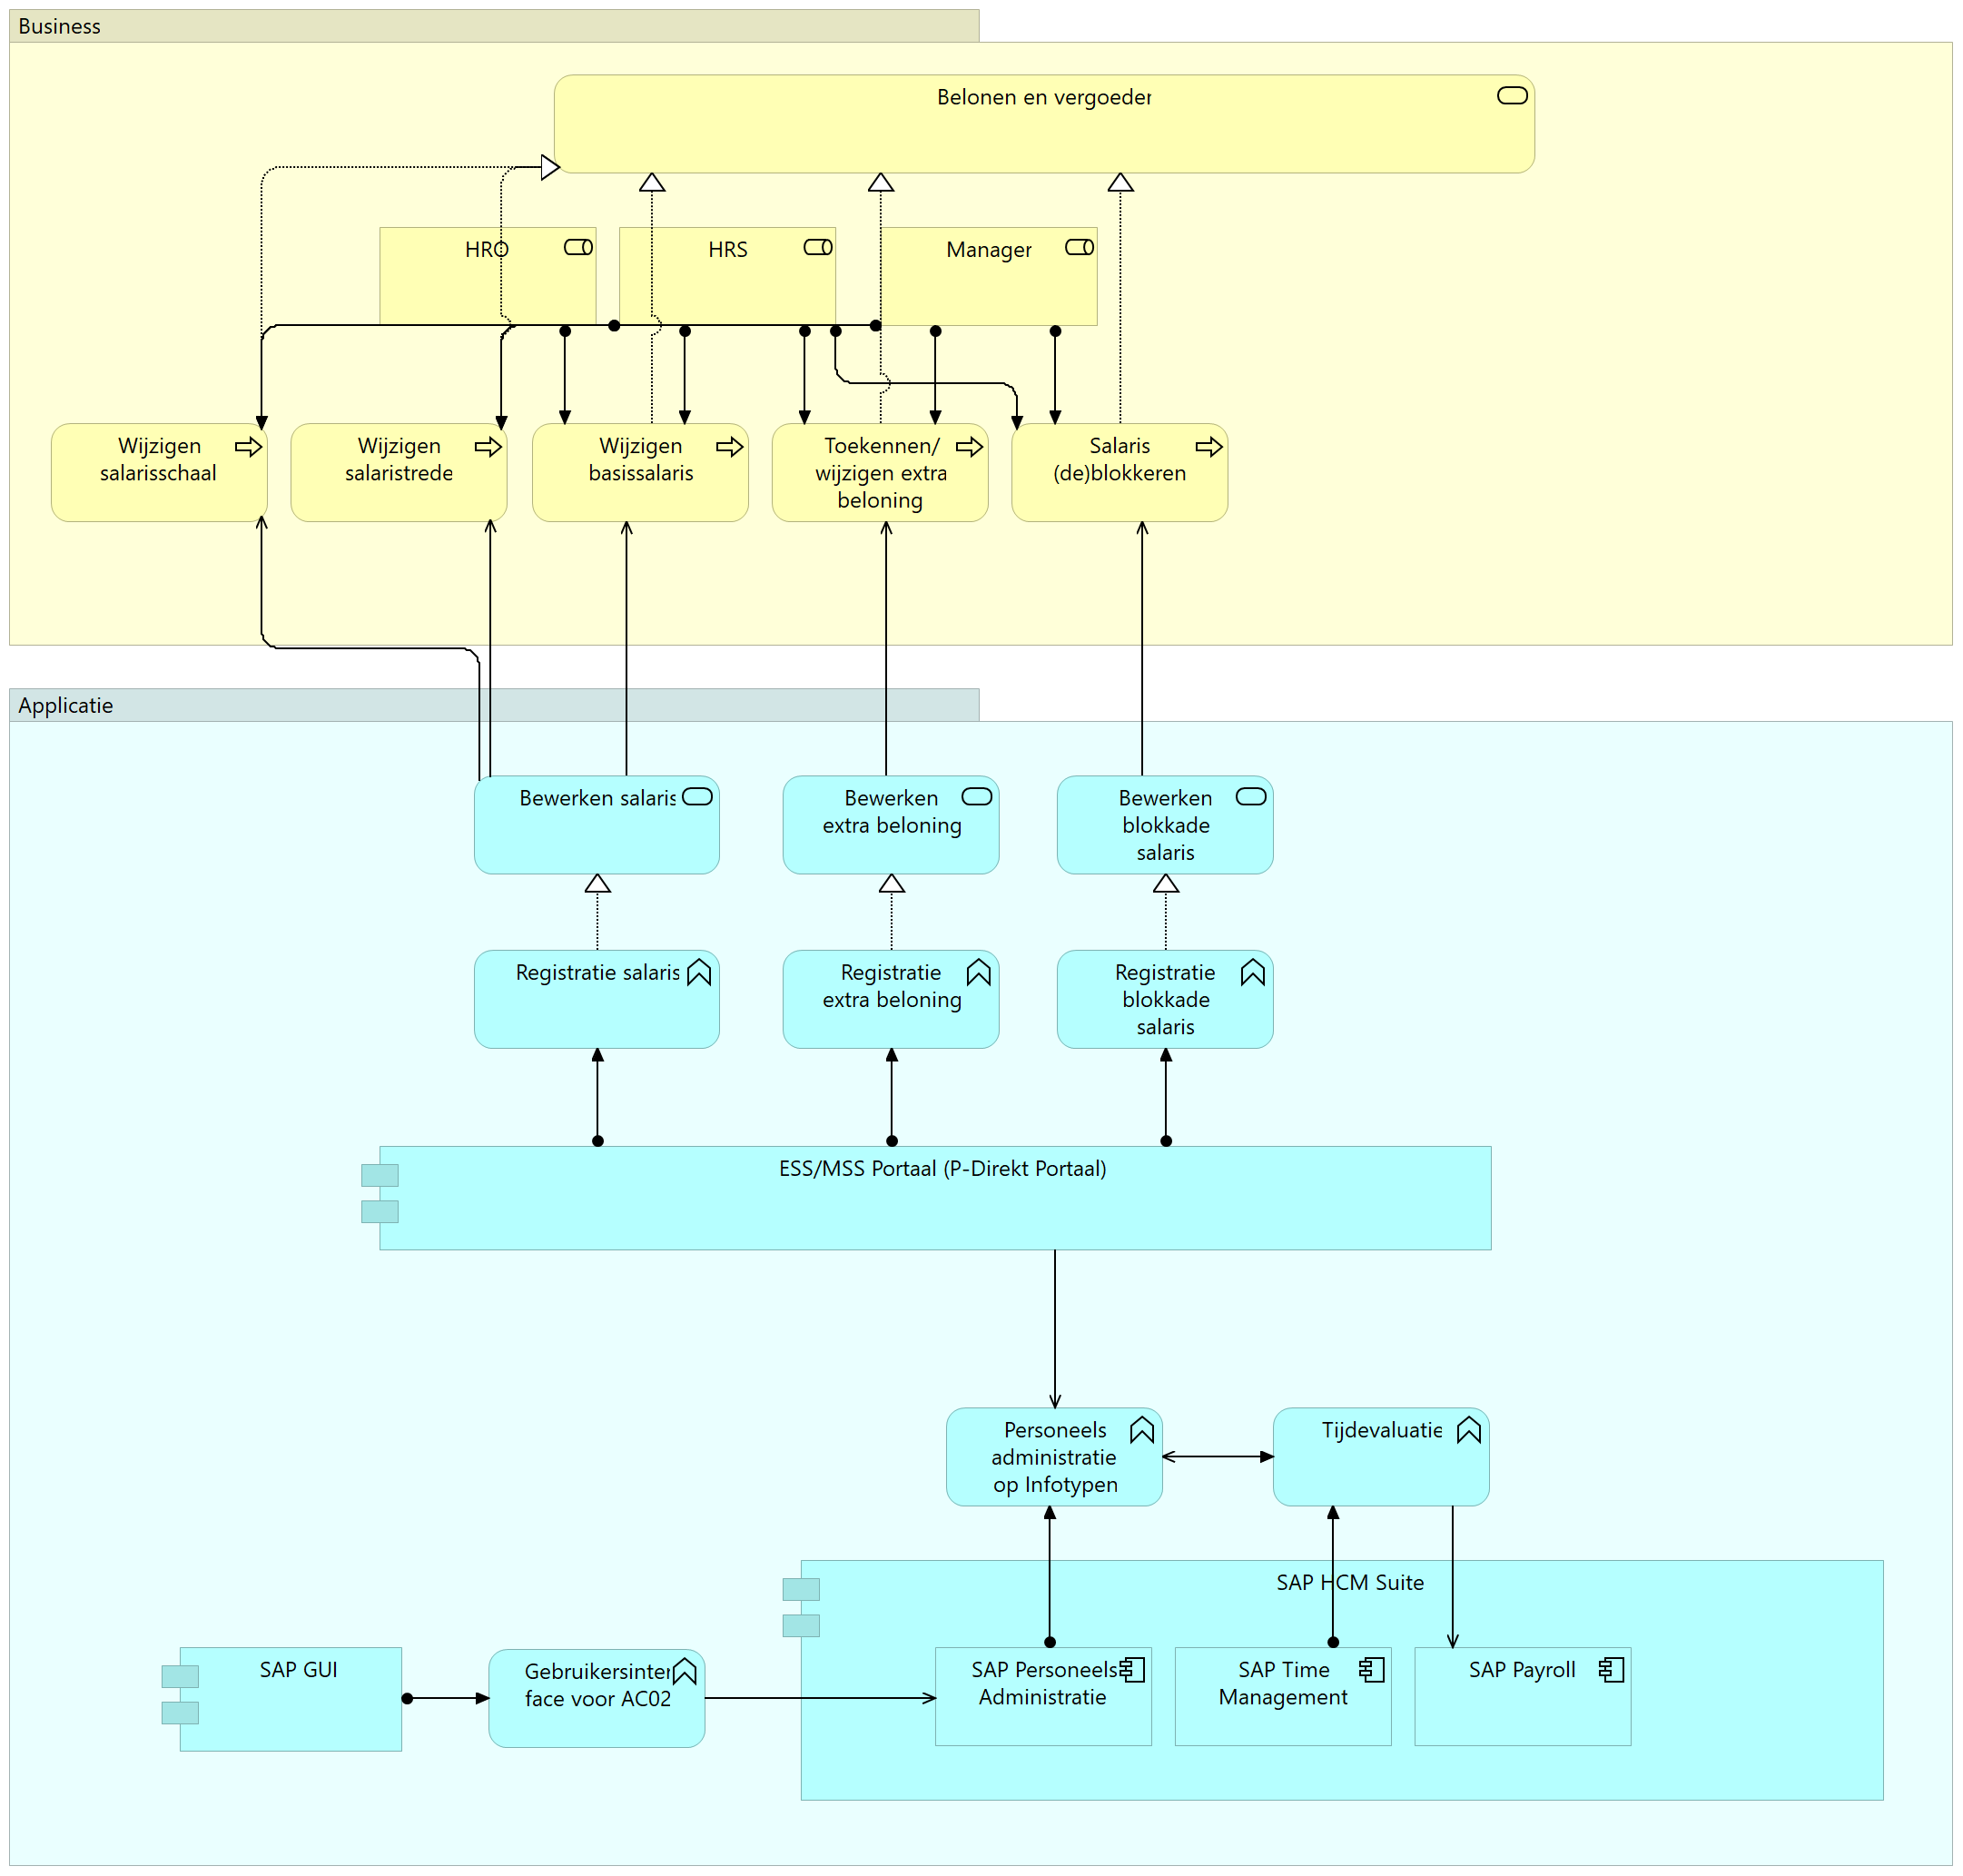 Business
Belonen en vergoeden
HRO
HRS
Manager
Wijzigen
salarisschaal
Wijzigen
salaristrede
Wijzigen
basissalaris
Toekennen/
wijzigen extra
beloning
Salaris
(de)blokkeren
Applicatie
Bewerken salaris
Bewerken
extra beloning
Bewerken
blokkade
salaris
Registratie salaris
Registratie
extra beloning
Registratie
blokkade
salaris
ESS/MSS Portaal (P-Direkt Portaal)
Personeels
administratie
op Infotypen
Tijdevaluatie
SAP HCM Suite
SAP GUI
Gebruikersinter
face voor AC02
SAP Personeels
Administratie
SAP Time
Management
SAP Payroll